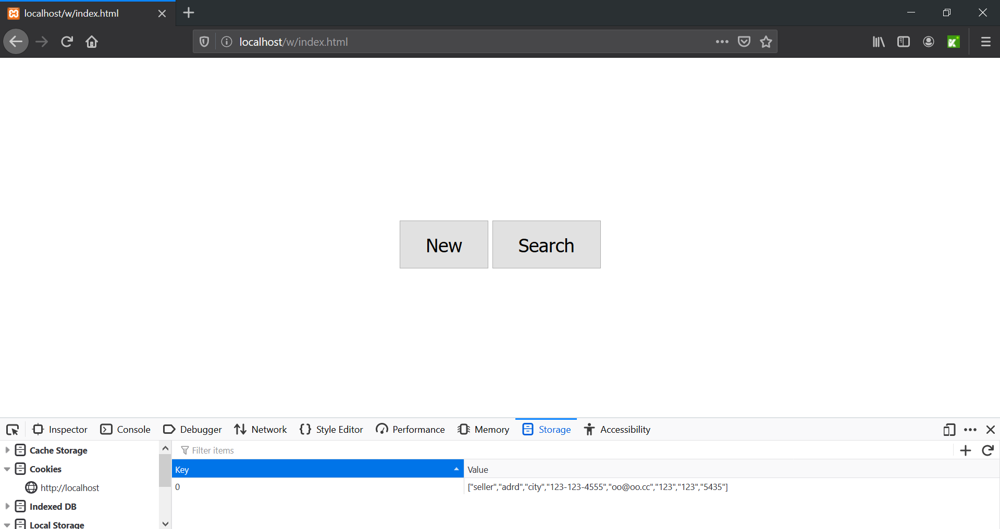 localhost/w/index.html
localhost/w/index.html
New Search
Inspector Console Debugger Network Style Editor Performance Memory Storage Accessibility
Cache Storage
Filter items
Cookies
Key Value
http://localhost
0 ["seller","adrd","city","123-123-4555","oo@oo.cc","123","123","5435"]
Indexed DB
Local Storage